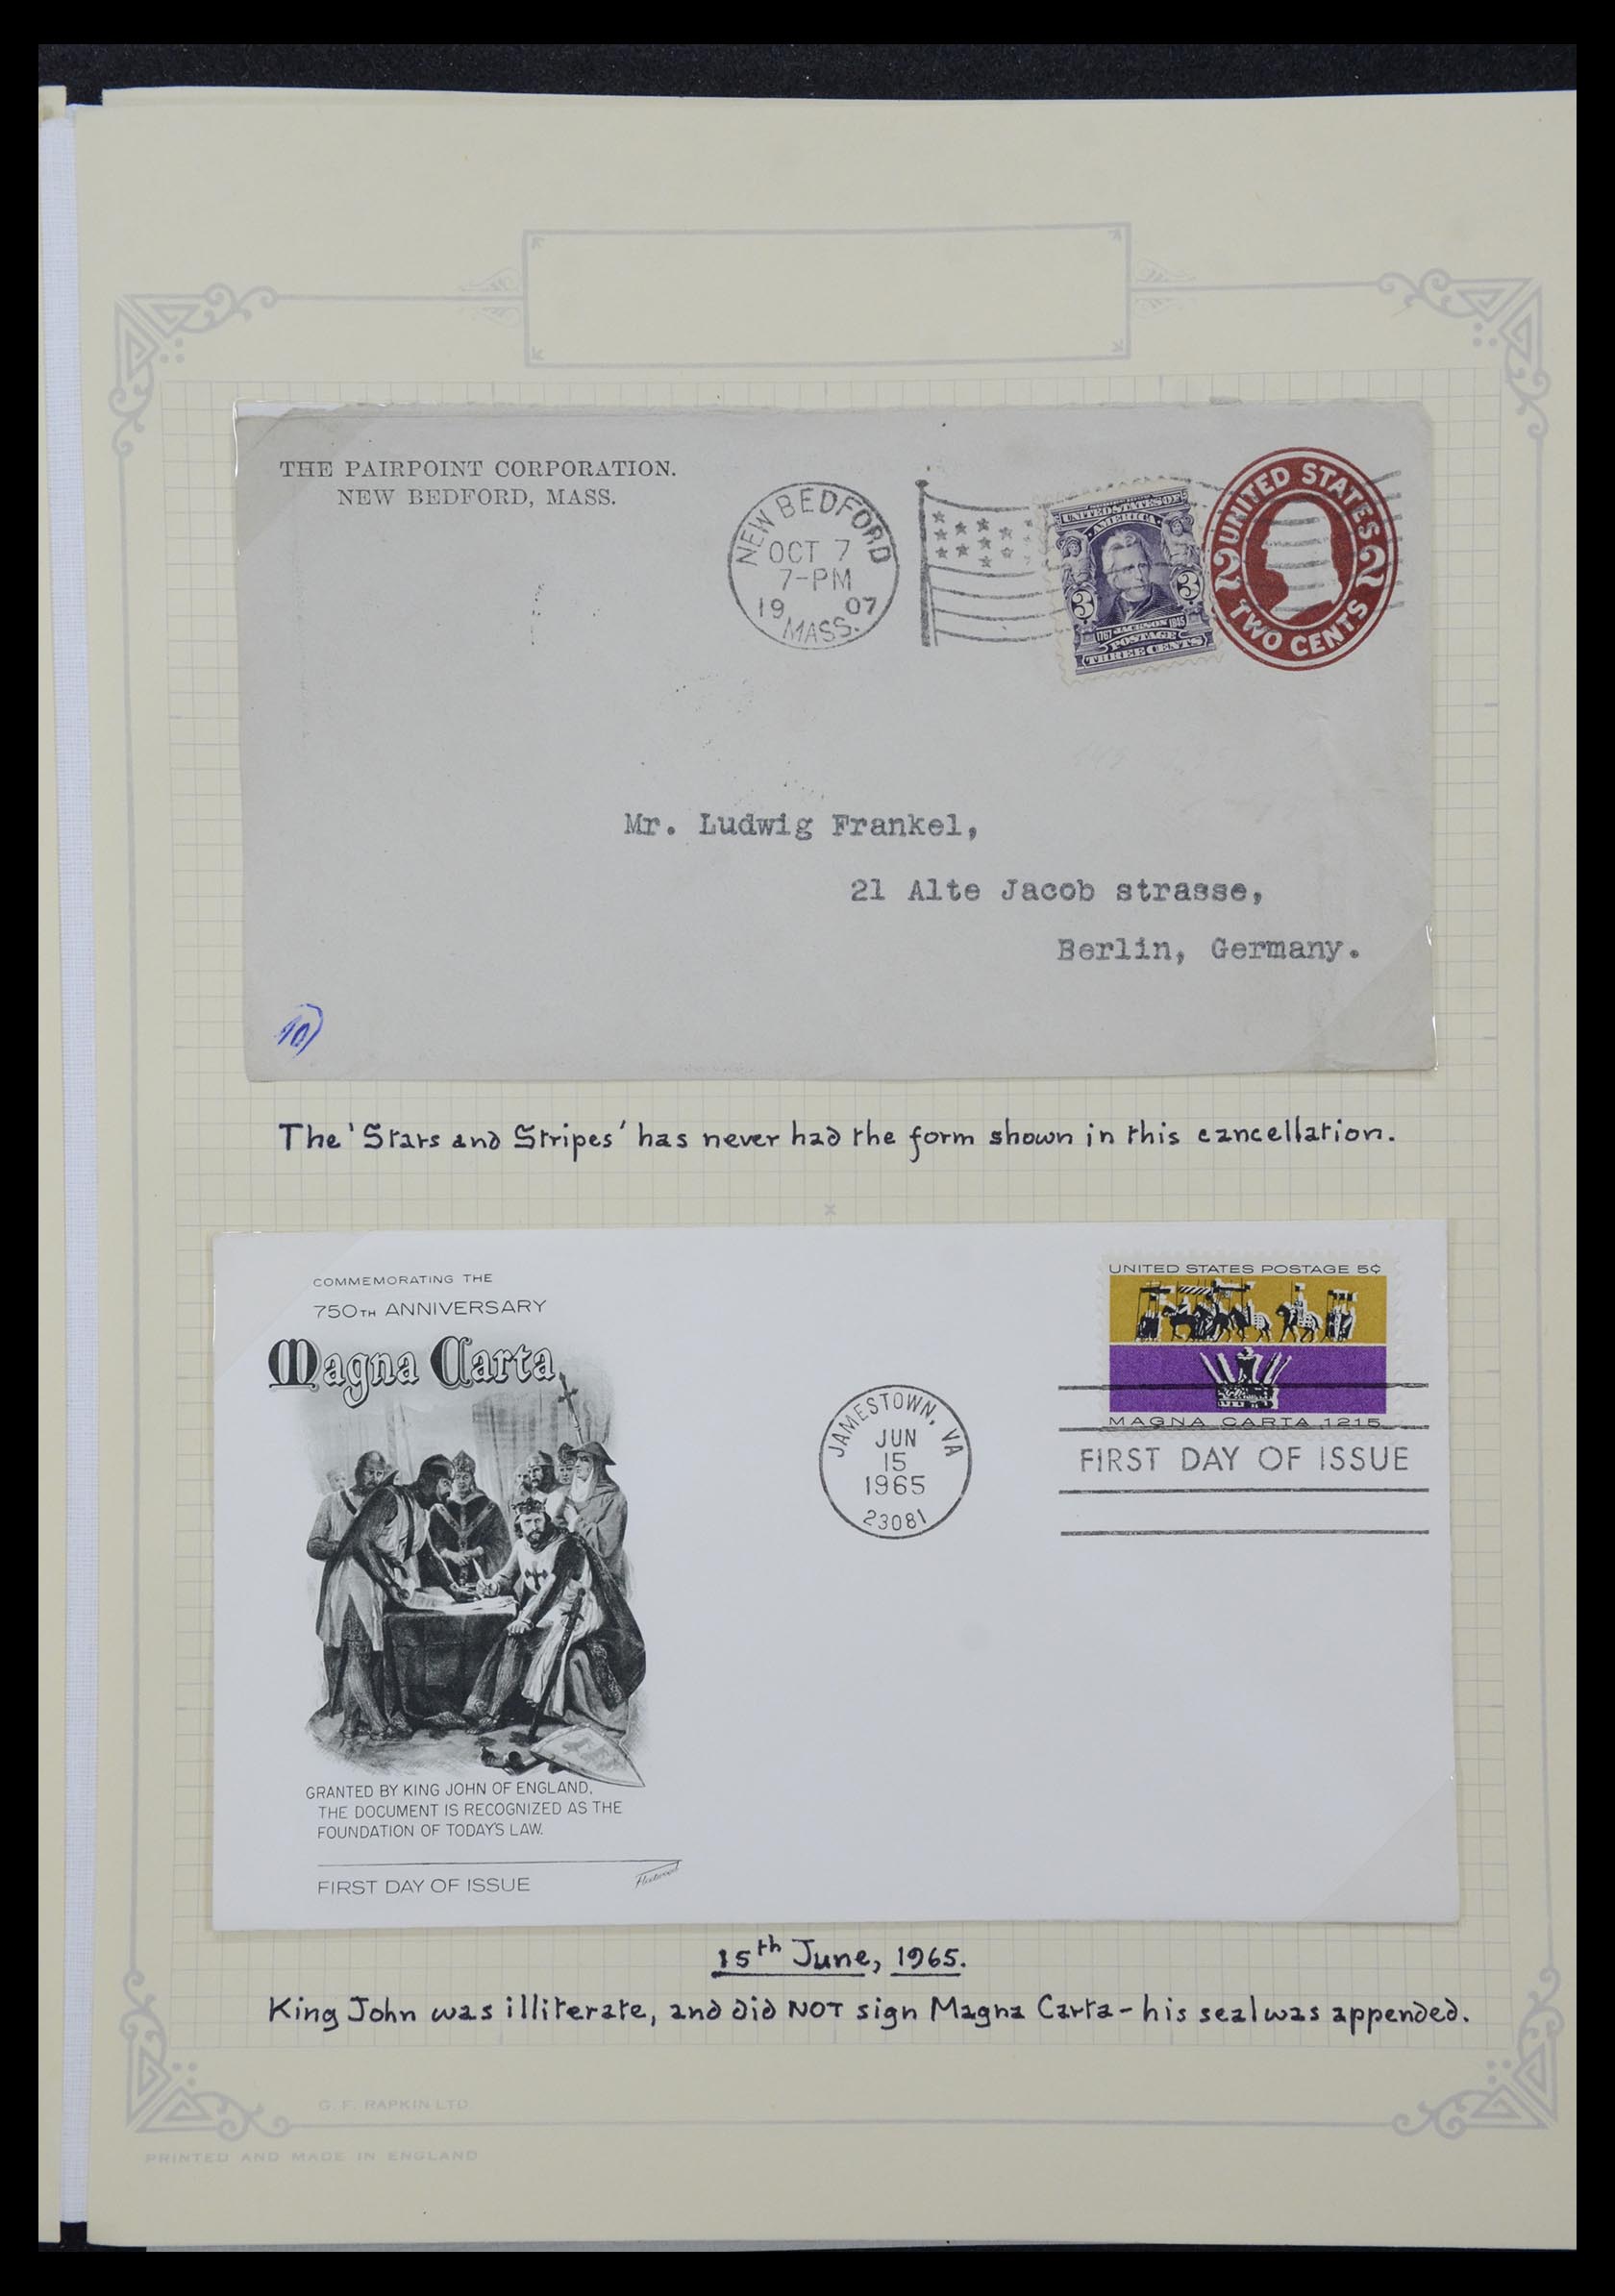 THE PAIRPOINT CORPORATION.
NEW BEDFORD, MASS.
NEW BEDFORD
OCT 7
7-PM
19 07
MASS.
UNITED STATES OF
AMERICA
3 3
1767 JACKSON 1845
POSTAGE
THREE CENTS
UNITED STATES
2 2
TWO CENTS
Mr. Ludwig Frankel,
21 Alte Jacob strasse,
Berlin, Germany.
10)
The 'Stars and Stripes' has never had the form shown in this cancellation.
x
COMMEMORATING THE
750TH ANNIVERSARY
Magna Carta
UNITED STATES POSTAGE 5¢
MAGNA CARTA 1215
JAMESTOWN, VA
JUN
15
1965
23081
FIRST DAY OF ISSUE
GRANTED BY KING JOHN OF ENGLAND,
THE DOCUMENT IS RECOGNIZED AS THE
FOUNDATION OF TODAY'S LAW.
FIRST DAY OF ISSUE
Fleetwood
15th June, 1965.
King John was illiterate, and did NOT sign Magna Carta - his seal was appended.
G. F. RAPKIN LTD.
PRINTED AND MADE IN ENGLAND